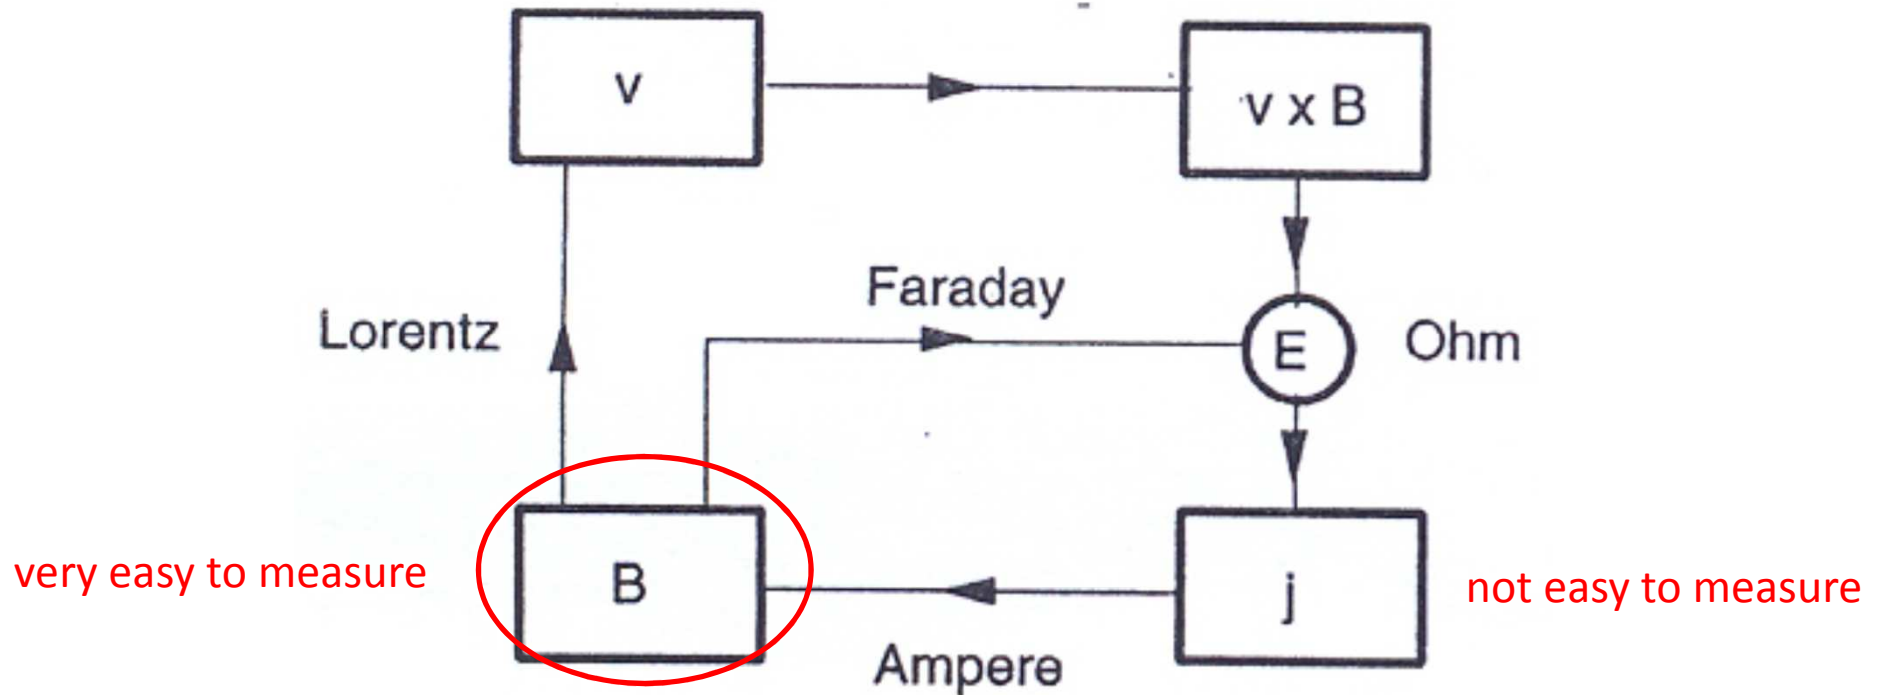 v
v x B
Faraday
Lorentz
E
Ohm
very easy to measure
B
j
not easy to measure
Ampere